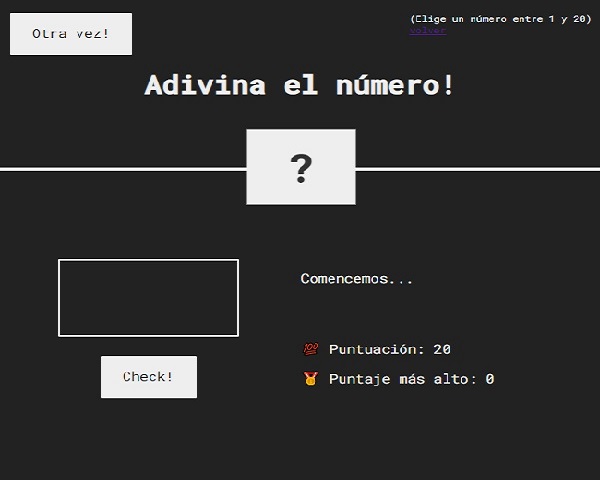 Otra vez!
(Elige un número entre 1 y 20)
volver
Adivina el número!
?
Comencemos...
💯 Puntuación: 20
Check!
🏅 Puntaje más alto: 0